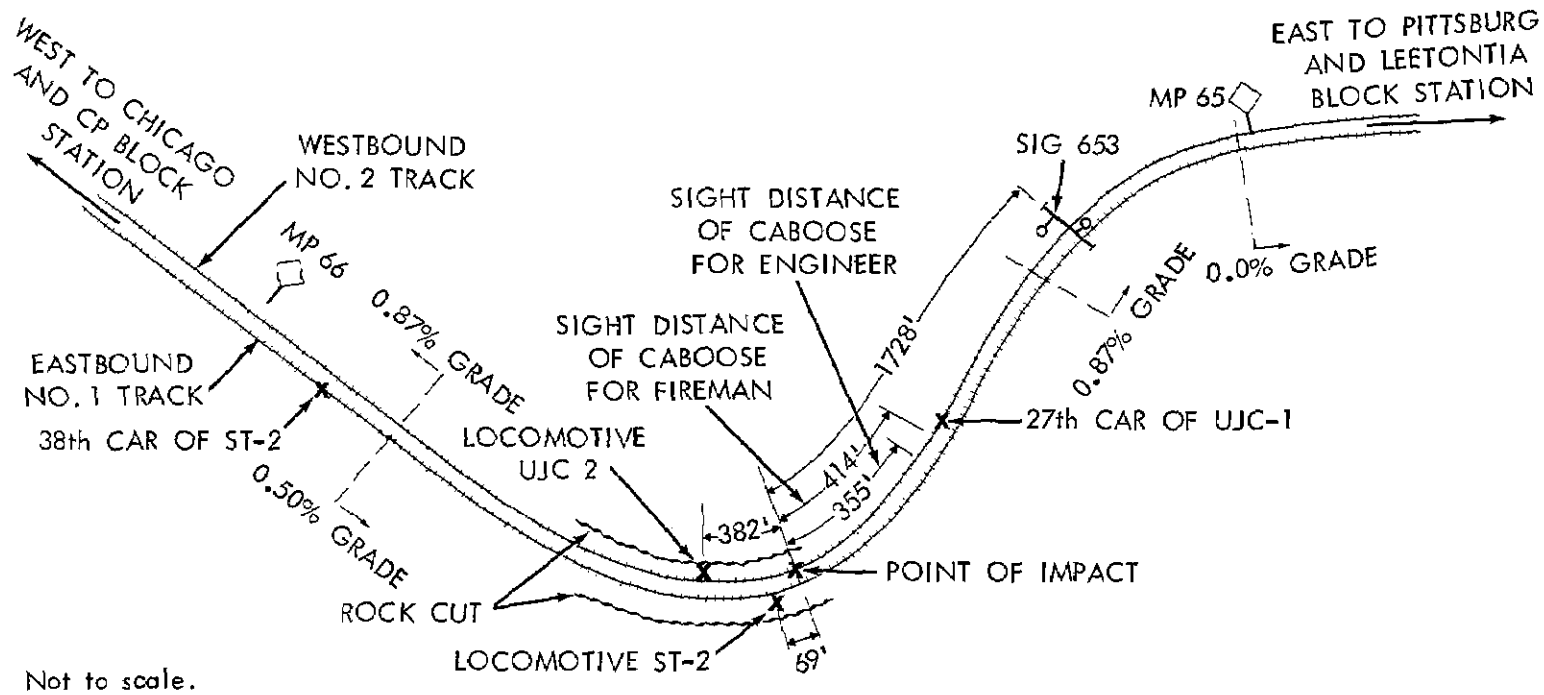 WEST TO CHICAGO
AND CP BLOCK
STATION
WESTBOUND
NO. 2 TRACK
MP 66
EASTBOUND
NO. 1 TRACK
38th CAR OF ST-2
0.87% GRADE
0.50% GRADE
ROCK CUT
LOCOMOTIVE
UJC 2
LOCOMOTIVE ST-2
382'
69'
SIGHT DISTANCE
OF CABOOSE
FOR FIREMAN
SIGHT DISTANCE
OF CABOOSE
FOR ENGINEER
1728'
414'
355'
POINT OF IMPACT
27th CAR OF UJC-1
SIG 653
0.87% GRADE
0.0% GRADE
MP 65
EAST TO PITTSBURG
AND LEETONTIA
BLOCK STATION
Not to scale.